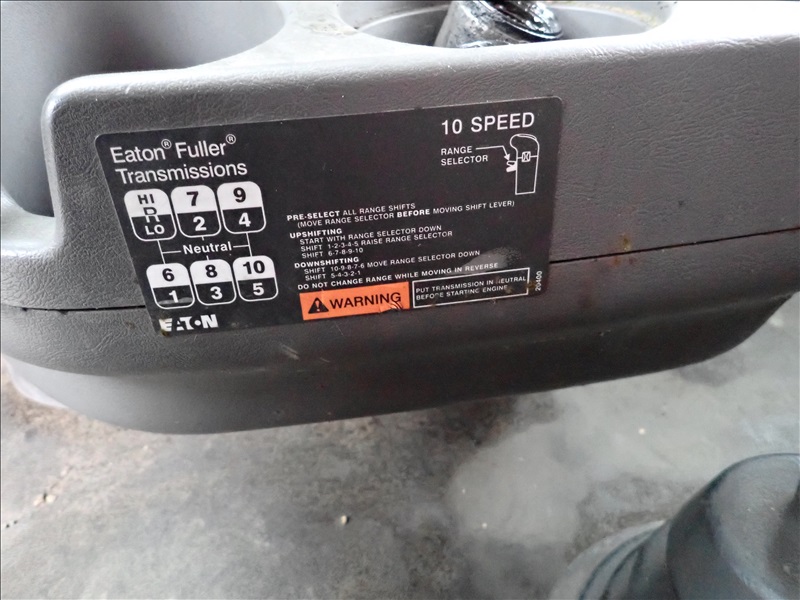 Eaton® Fuller®
Transmissions
10 SPEED
RANGE
SELECTOR
HI 7 9
R 2 4
LO
Neutral
6 8 10
1 3 5
PRE-SELECT ALL RANGE SHIFTS
(MOVE RANGE SELECTOR BEFORE MOVING SHIFT LEVER)
UPSHIFTING
START WITH RANGE SELECTOR DOWN
SHIFT 1-2-3-4-5 RAISE RANGE SELECTOR
SHIFT 6-7-8-9-10
DOWNSHIFTING
SHIFT 10-9-8-7-6 MOVE RANGE SELECTOR DOWN
SHIFT 5-4-3-2-1
DO NOT CHANGE RANGE WHILE MOVING IN REVERSE
WARNING
PUT TRANSMISSION IN NEUTRAL
BEFORE STARTING ENGINE
20400
EATON